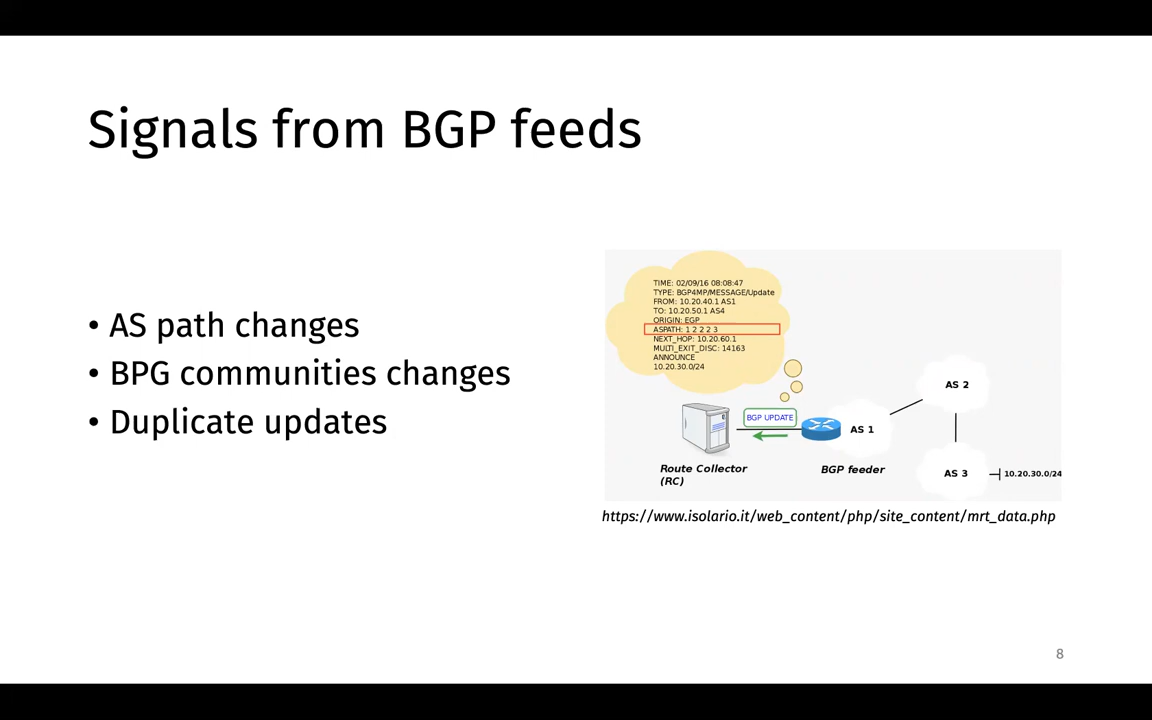 Signals from BGP feeds
• AS path changes
• BPG communities changes
• Duplicate updates
TIME: 02/09/16 08:08:47
TYPE: BGP4MP/MESSAGE/Update
FROM: 10.20.40.1 AS1
TO: 10.20.50.1 AS4
ORIGIN: EGP
ASPATH: 1 2 2 2 3
NEXT_HOP: 10.20.60.1
MULTI_EXIT_DISC: 14163
ANNOUNCE
10.20.30.0/24
BGP UPDATE
AS 1
AS 2
AS 3
10.20.30.0/24
Route Collector
(RC)
BGP feeder
https://www.isolario.it/web_content/php/site_content/mrt_data.php
8